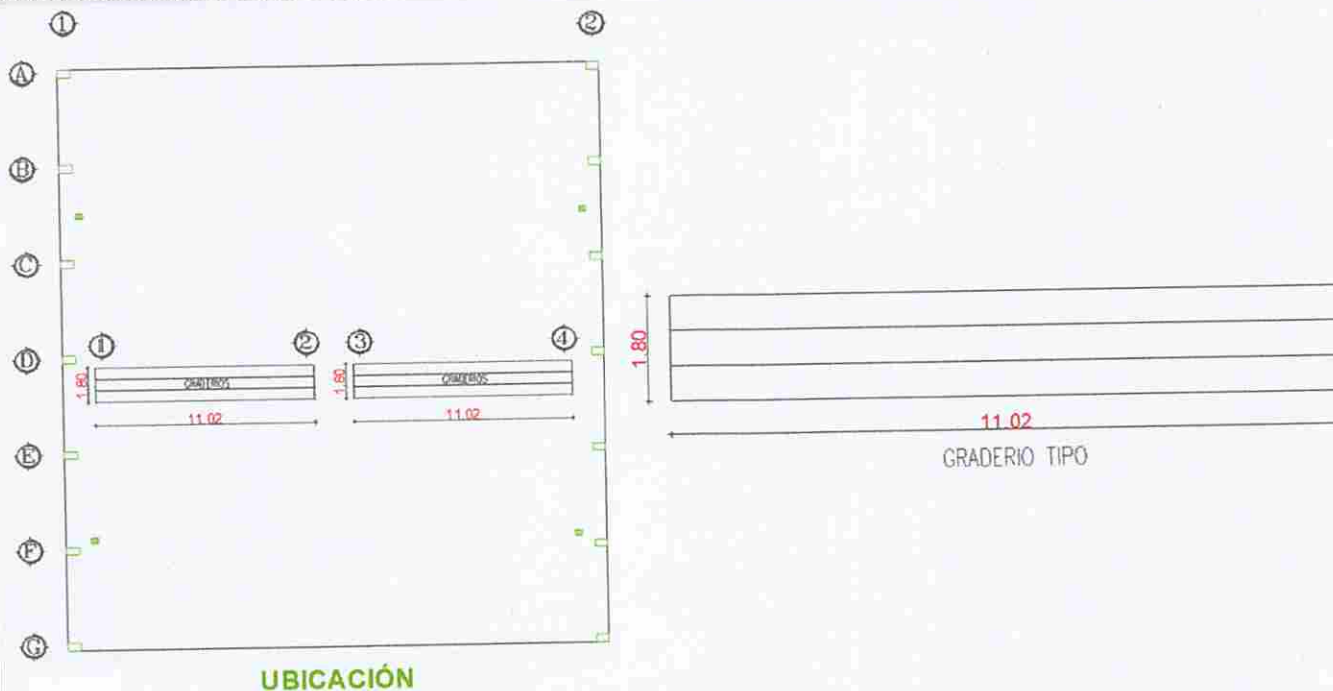 1 2
A
B
C
D 1 2 3 4
1.80 GRADERIOS 1.80 GRADERIOS
11.02 11.02
E
F
G
UBICACIÓN
1.80
11.02
GRADERIO TIPO